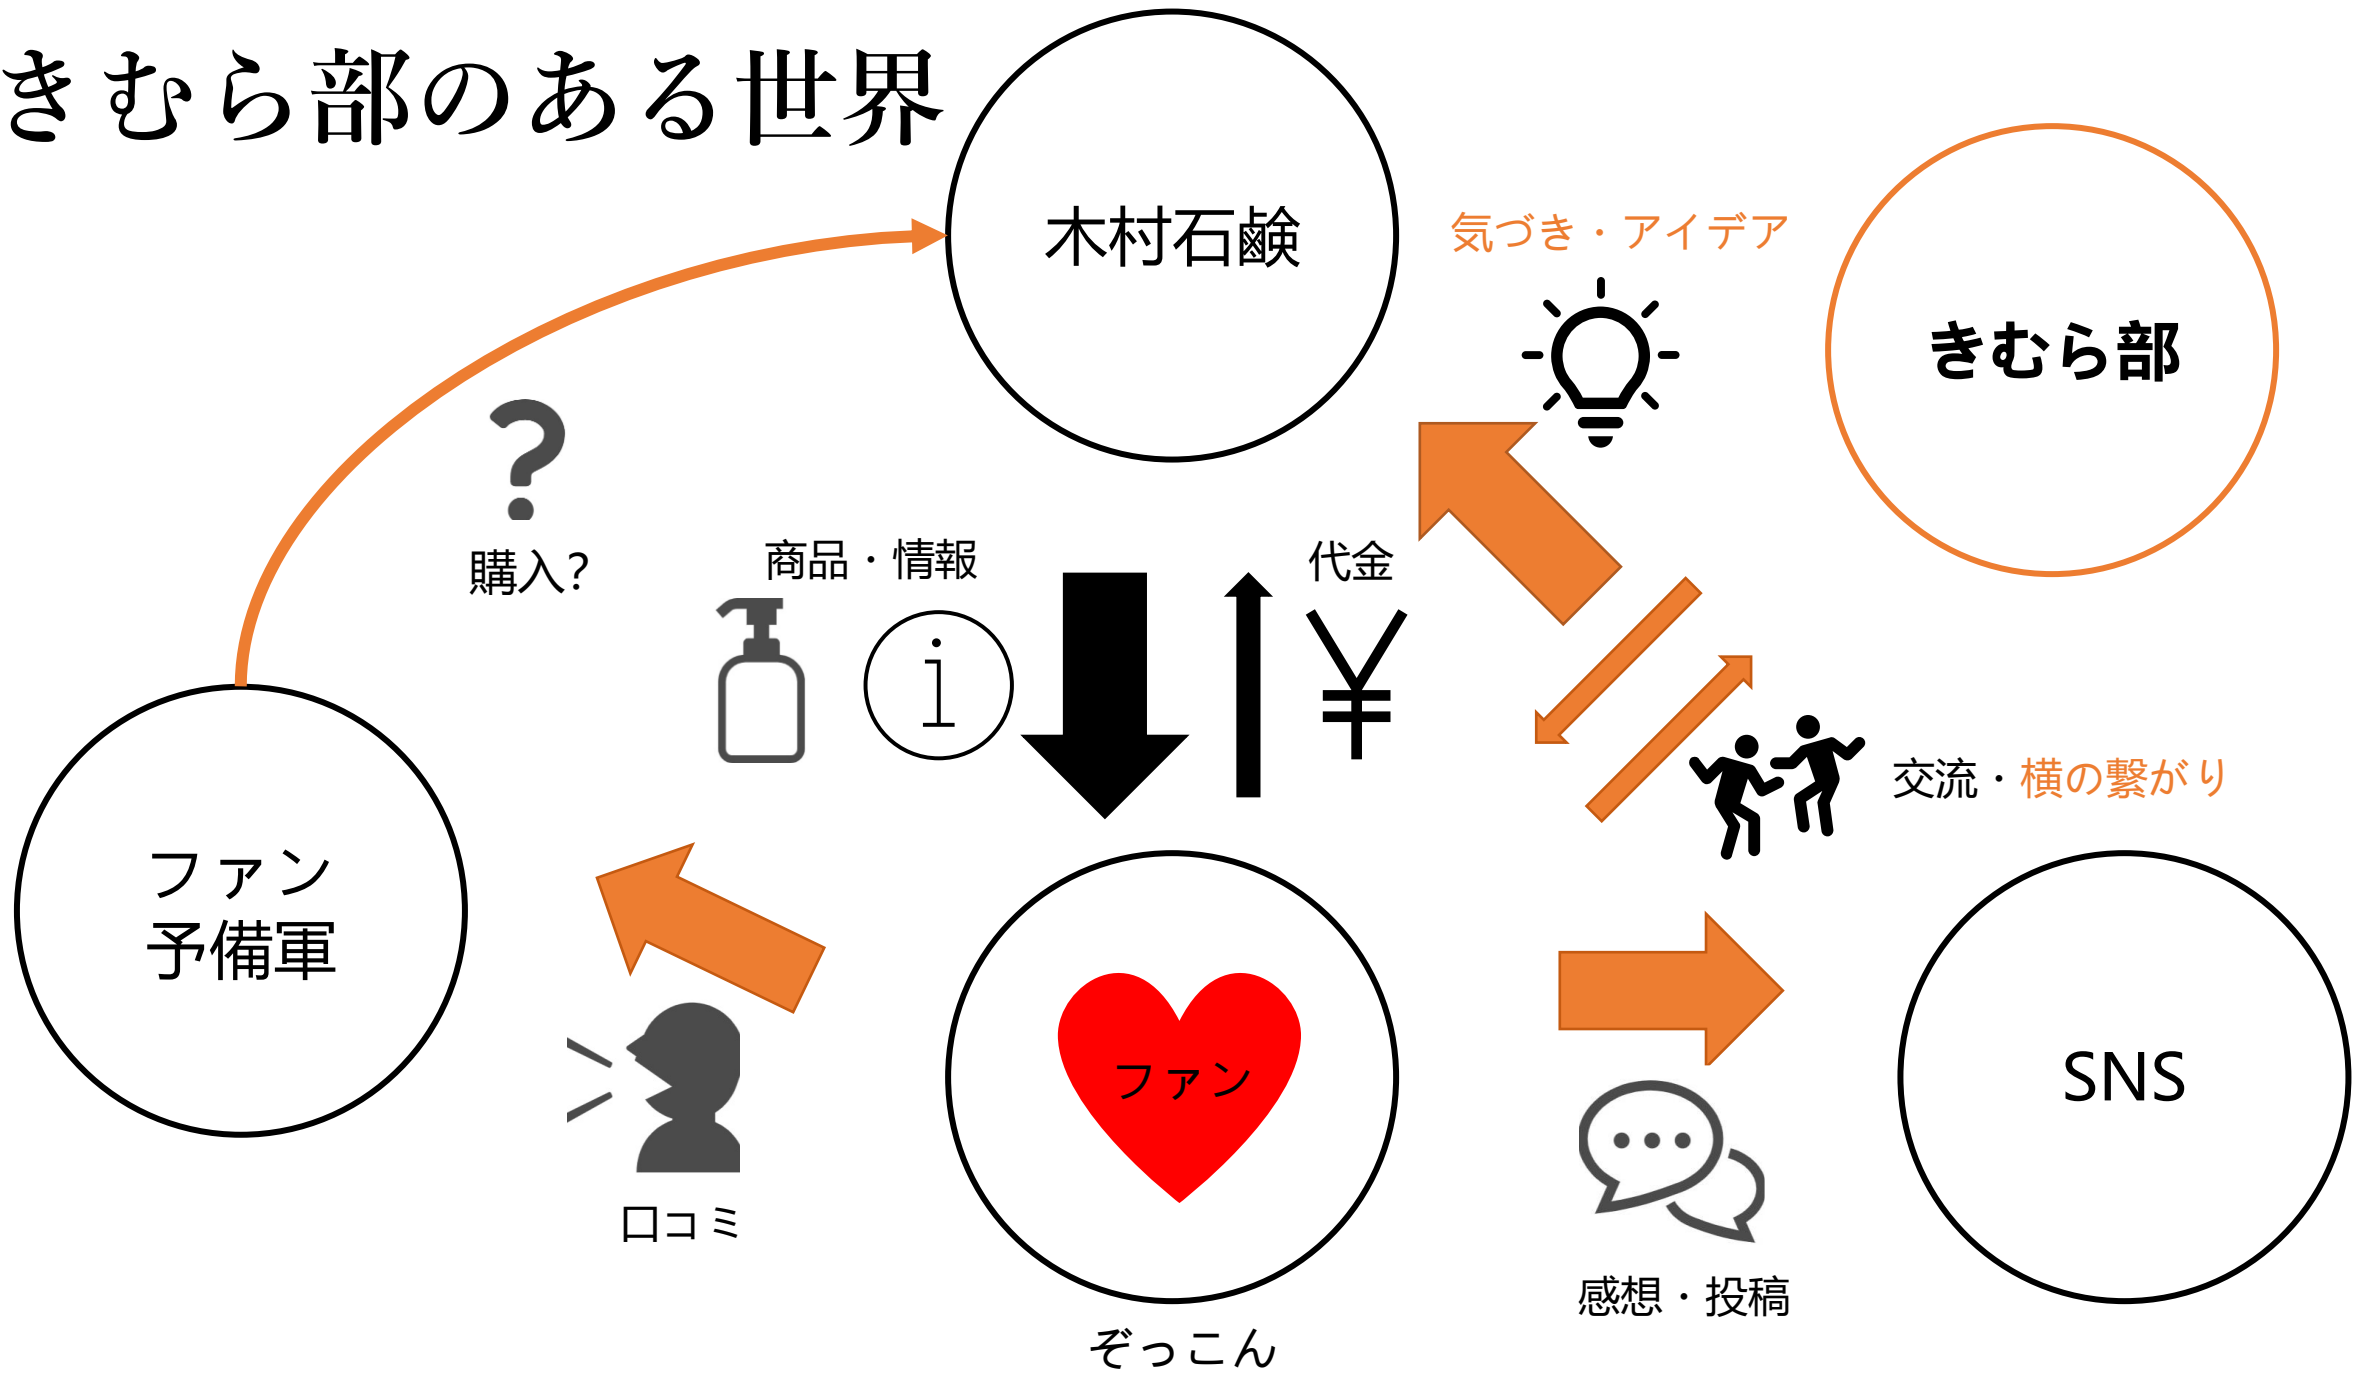 きむら部のある世界
木村石鹸
気づき・アイデア
きむら部
購入?
商品・情報
i
代金
¥
交流・横の繋がり
ファン
予備軍
口コミ
ファン
ぞっこん
感想・投稿
SNS